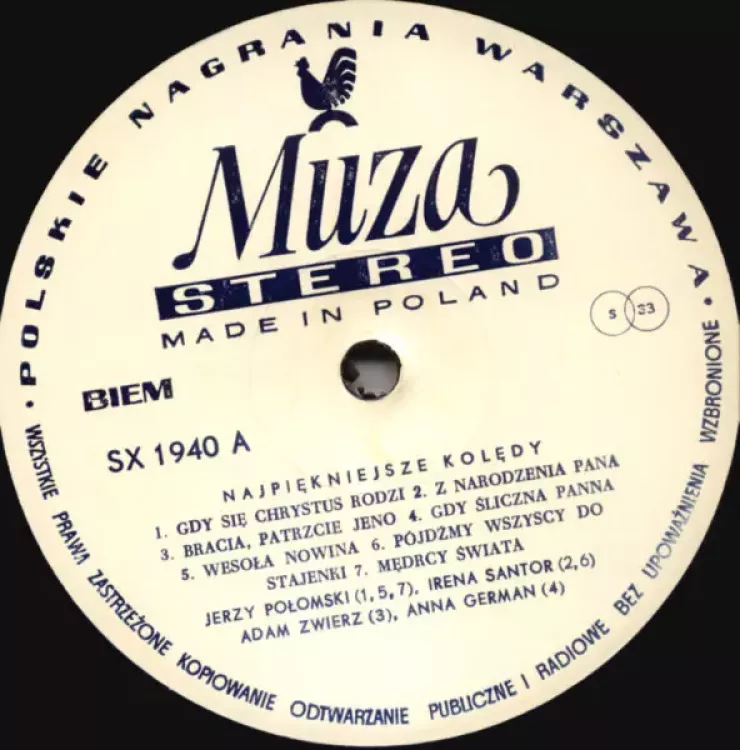 POLSKIE NAGRANIA WARSZAWA
Muza
STEREO
MADE IN POLAND
S 33
BIEM
SX 1940 A
NAJPIĘKNIEJSZE KOLĘDY
1. GDY SIĘ CHRYSTUS RODZI 2. Z NARODZENIA PANA
3. BRACIA, PATRZCIE JENO 4. GDY ŚLICZNA PANNA
5. WESOŁA NOWINA 6. PÓJDŹMY WSZYSCY DO
STAJENKI 7. MĘDRCY ŚWIATA
JERZY POŁOMSKI (1, 5, 7), IRENA SANTOR (2, 6)
ADAM ZWIERZ (3), ANNA GERMAN (4)
WSZYSTKIE PRAWA ZASTRZEŻONE KOPIOWANIE ODTWARZANIE PUBLICZNE I RADIOWE BEZ UPOWAŻNIENIA WZBRONIONE